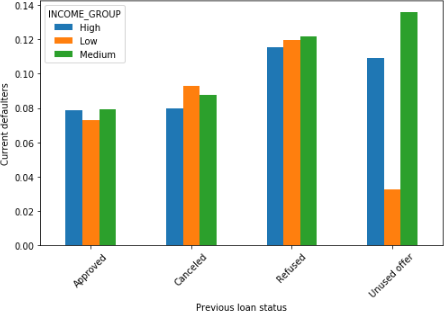 INCOME_GROUP
High
Low
Medium
Current defaulters
0.14
0.12
0.10
0.08
0.06
0.04
0.02
0.00
Approved
Canceled
Refused
Unused offer
Previous loan status